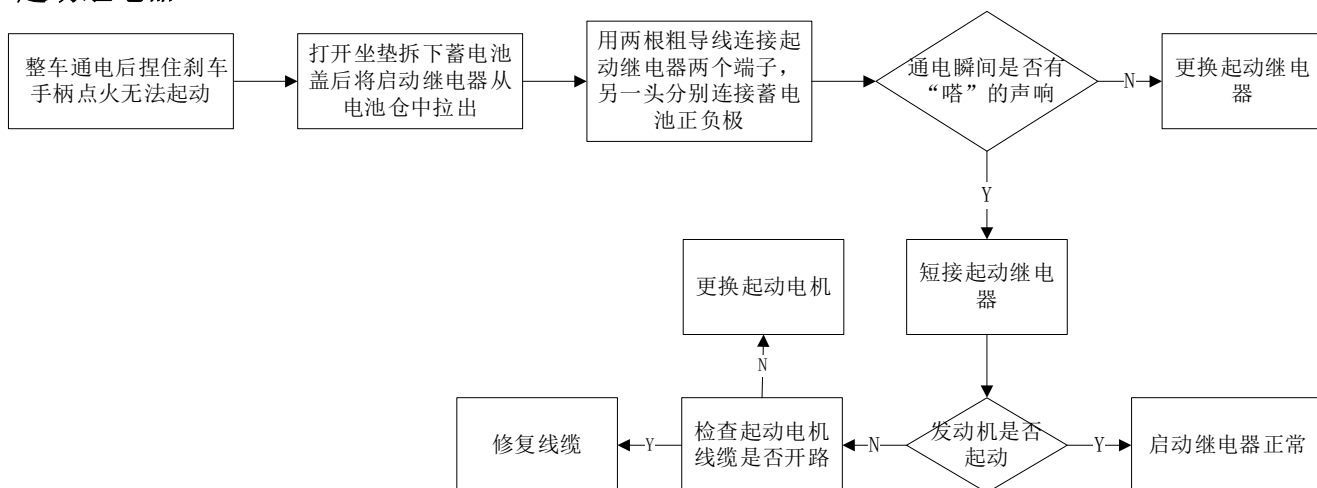 整车通电后捏住刹车
手柄点火无法起动
打开坐垫拆下蓄电池
盖后将启动继电器从
电池仓中拉出
用两根粗导线连接起
动继电器两个端子，
另一头分别连接蓄电
池正负极
通电瞬间是否有
“嗒”的声响
N
更换起动继电
器
Y
更换起动电机
短接起动继电
器
N
修复线缆
Y
检查起动电机
线缆是否开路
N
发动机是否
起动
Y
启动继电器正常